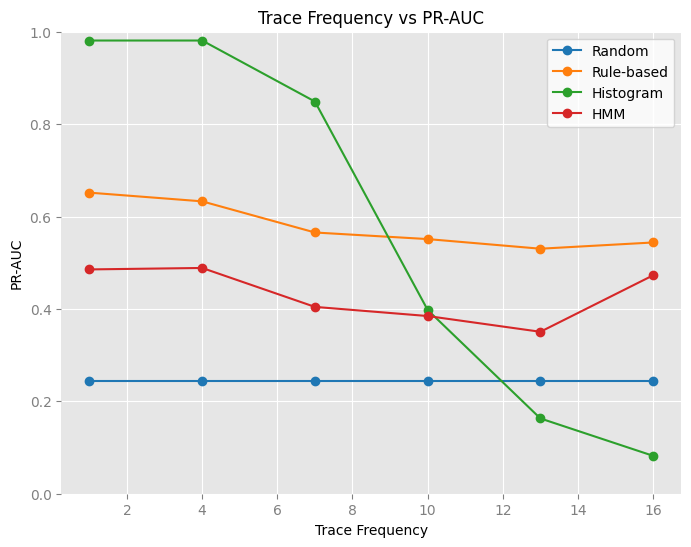 Trace Frequency vs PR-AUC
Random
Rule-based
Histogram
HMM
PR-AUC
1.0
0.8
0.6
0.4
0.2
0.0
2 4 6 8 10 12 14 16
Trace Frequency